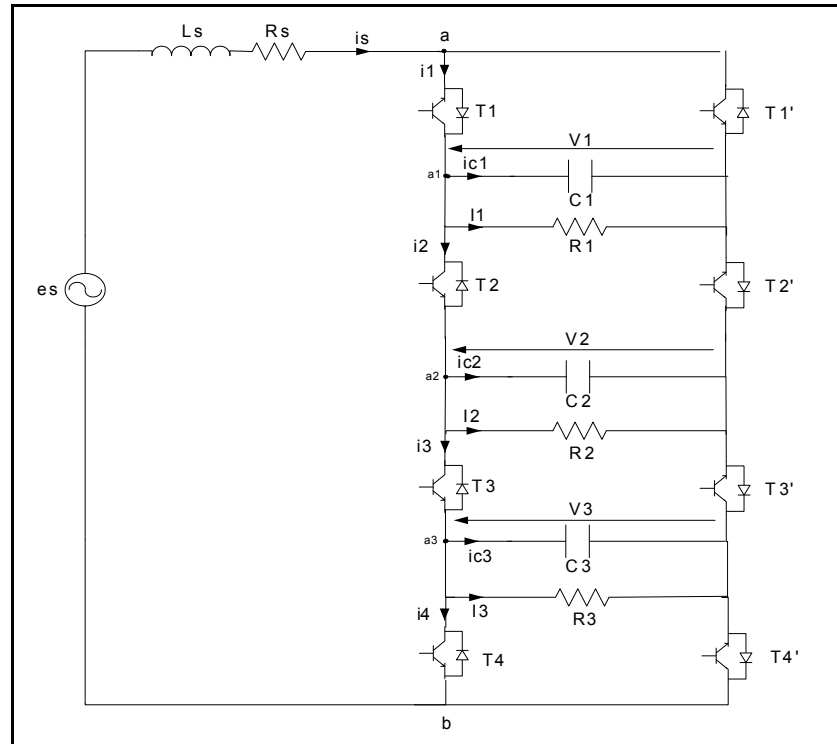 Ls Rs is a
i1
T1 T1'
V1
a1 ic1
C1
I1
i2 R1
es T2 T2'
V2
a2 ic2
C2
I2
i3 R2
T3 T3'
V3
a3
ic3 C3
i4 I3 R3
T4 T4'
b